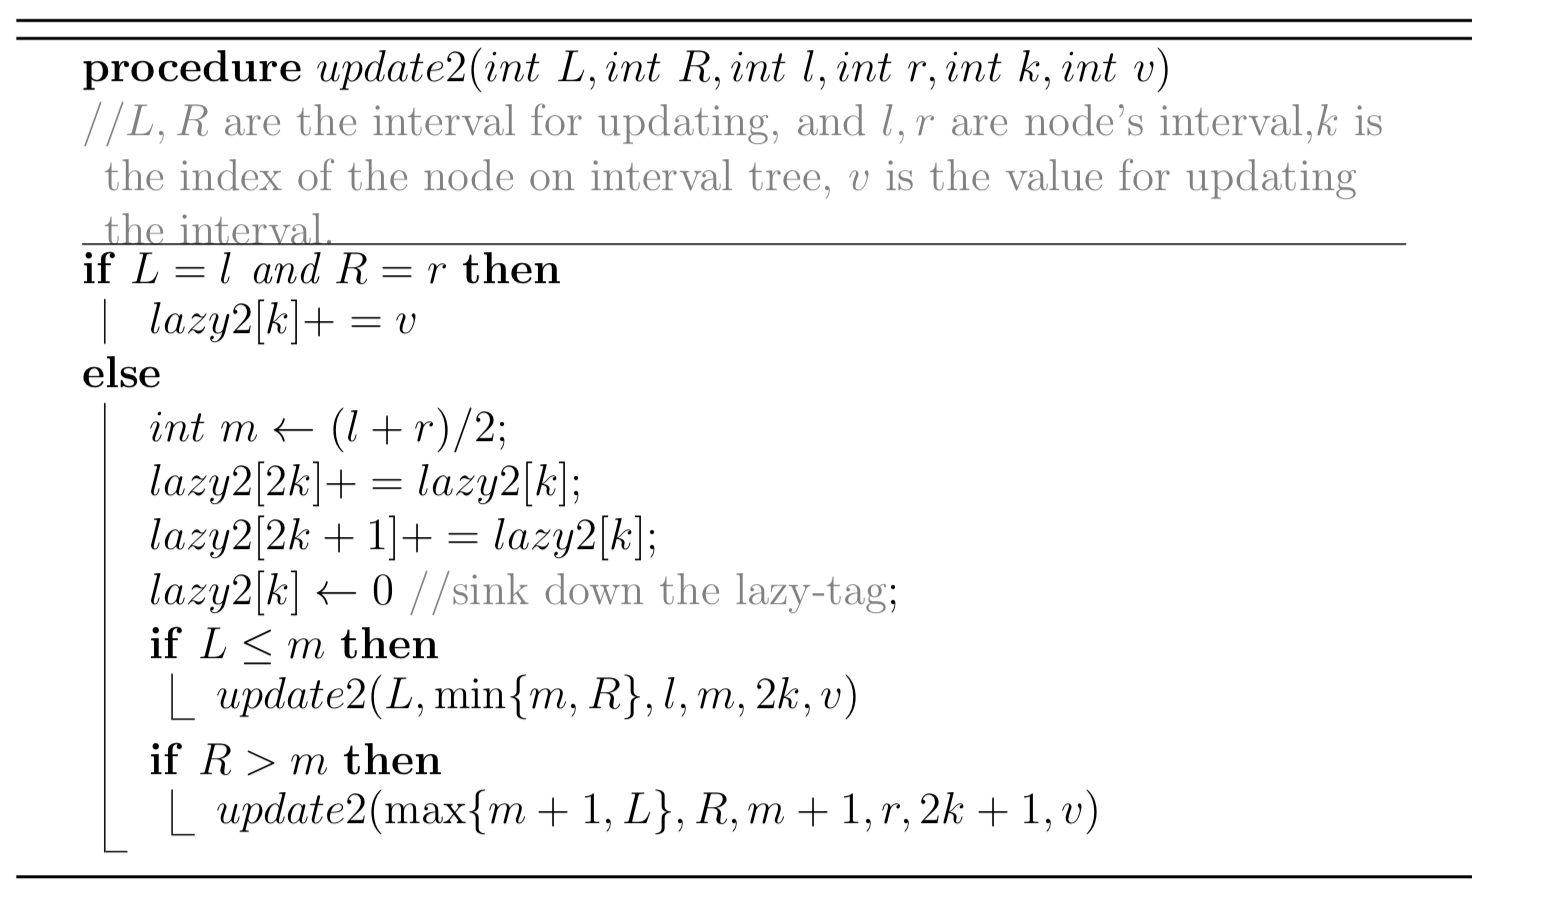 procedure update2(int L, int R, int l, int r, int k, int v)
//L, R are the interval for updating, and l, r are node's interval,k is
the index of the node on interval tree, v is the value for updating
the interval.
if L = l and R = r then
lazy2[k]+ = v
else
int m ← (l + r)/2;
lazy2[2k]+ = lazy2[k];
lazy2[2k + 1]+ = lazy2[k];
lazy2[k] ← 0 //sink down the lazy-tag;
if L ≤ m then
update2(L, min{m, R}, l, m, 2k, v)
if R > m then
update2(max{m + 1, L}, R, m + 1, r, 2k + 1, v)